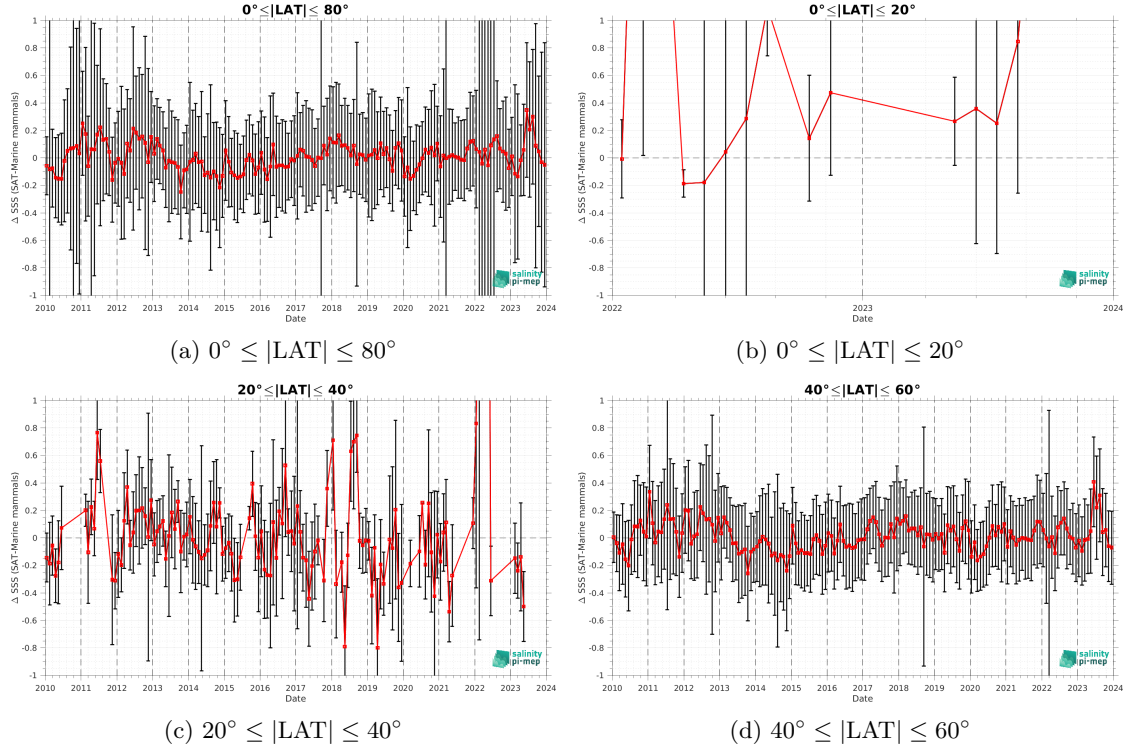 0°≤|LAT|≤ 80°
Δ SSS (SAT-Marine mammals)
1
0.8
0.6
0.4
0.2
0
-0.2
-0.4
-0.6
-0.8
-1
2010 2011 2012 2013 2014 2015 2016 2017 2018 2019 2020 2021 2022 2023 2024
Date
salinity
pi-mep
(a) 0° ≤ |LAT| ≤ 80°
0°≤|LAT|≤ 20°
Δ SSS (SAT-Marine mammals)
1
0.8
0.6
0.4
0.2
0
-0.2
-0.4
-0.6
-0.8
-1
2022 2023 2024
Date
salinity
pi-mep
(b) 0° ≤ |LAT| ≤ 20°
20°≤|LAT|≤ 40°
Δ SSS (SAT-Marine mammals)
1
0.8
0.6
0.4
0.2
0
-0.2
-0.4
-0.6
-0.8
-1
2010 2011 2012 2013 2014 2015 2016 2017 2018 2019 2020 2021 2022 2023 2024
Date
salinity
pi-mep
(c) 20° ≤ |LAT| ≤ 40°
40°≤|LAT|≤ 60°
Δ SSS (SAT-Marine mammals)
1
0.8
0.6
0.4
0.2
0
-0.2
-0.4
-0.6
-0.8
-1
2010 2011 2012 2013 2014 2015 2016 2017 2018 2019 2020 2021 2022 2023 2024
Date
salinity
pi-mep
(d) 40° ≤ |LAT| ≤ 60°